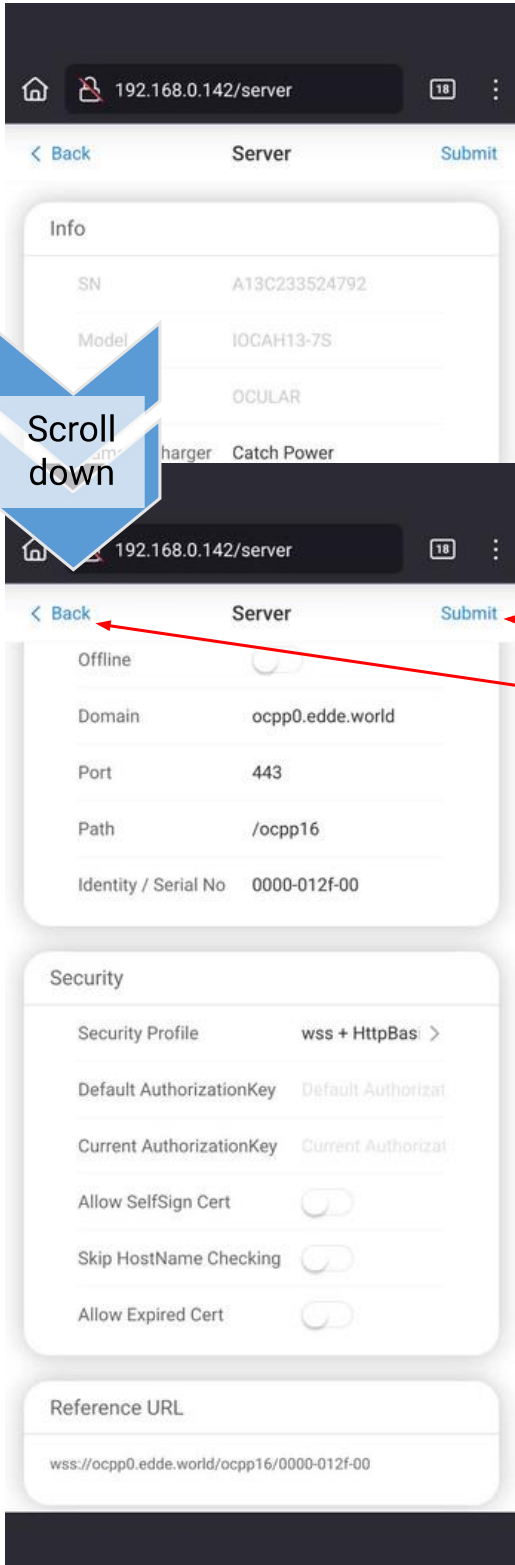 192.168.0.142/server 18
Back Server Submit
Info
SN A13C233524792
Model IOCAH13-7S
OCULAR
harger Catch Power
Scroll
down
192.168.0.142/server 18
Back Server Submit
Offline
Domain ocpp0.edde.world
Port 443
Path /ocpp16
Identity / Serial No 0000-012f-00
Security
Security Profile wss + HttpBas
Default AuthorizationKey Default Authorizat
Current AuthorizationKey Current Authorizat
Allow SelfSign Cert
Skip HostName Checking
Allow Expired Cert
Reference URL
wss://ocpp0.edde.world/ocpp16/0000-012f-00